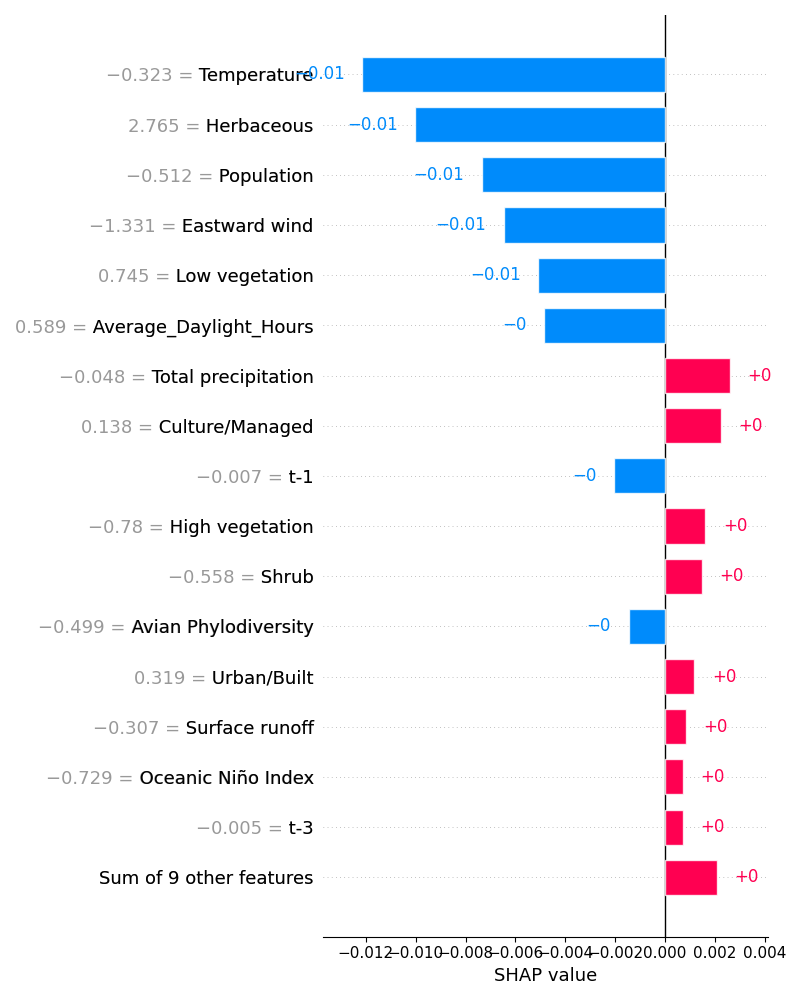 −0.323 = Temperature −0.01
2.765 = Herbaceous −0.01
−0.512 = Population −0.01
−1.331 = Eastward wind −0.01
0.745 = Low vegetation −0.01
0.589 = Average_Daylight_Hours −0
−0.048 = Total precipitation +0
0.138 = Culture/Managed +0
−0.007 = t-1 −0
−0.78 = High vegetation +0
−0.558 = Shrub +0
−0.499 = Avian Phylodiversity −0
0.319 = Urban/Built +0
−0.307 = Surface runoff +0
−0.729 = Oceanic Niño Index +0
−0.005 = t-3 +0
Sum of 9 other features +0
−0.012 −0.010 −0.008 −0.006 −0.004 −0.002 0.000 0.002 0.004
SHAP value